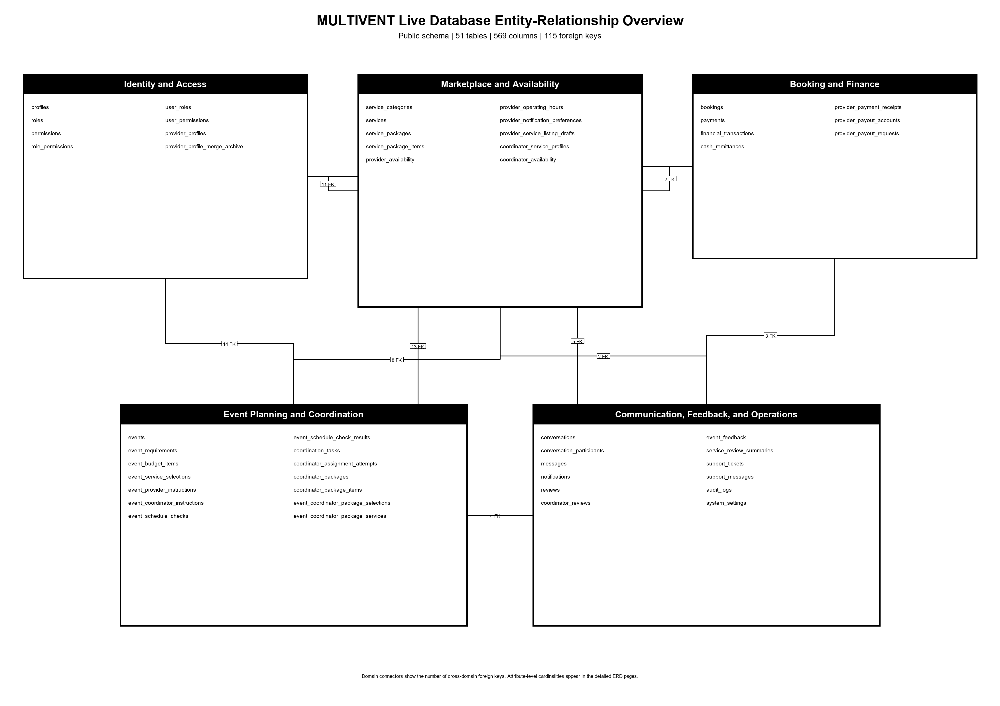 MULTIVENT Live Database Entity-Relationship Overview
Public schema | 51 tables | 569 columns | 115 foreign keys
Identity and Access
profiles
roles
permissions
role_permissions
user_roles
user_permissions
provider_profiles
provider_profile_merge_archive
Marketplace and Availability
service_categories
services
service_packages
service_package_items
provider_availability
provider_operating_hours
provider_notification_preferences
provider_service_listing_drafts
coordinator_service_profiles
coordinator_availability
Booking and Finance
bookings
payments
financial_transactions
cash_remittances
provider_payment_receipts
provider_payout_accounts
provider_payout_requests
11 FK
2 FK
14 FK
13 FK
8 FK
5 FK
2 FK
3 FK
Event Planning and Coordination
events
event_requirements
event_budget_items
event_service_selections
event_provider_instructions
event_coordinator_instructions
event_schedule_checks
event_schedule_check_results
coordination_tasks
coordinator_assignment_attempts
coordinator_packages
coordinator_package_items
event_coordinator_package_selections
event_coordinator_package_services
4 FK
Communication, Feedback, and Operations
conversations
conversation_participants
messages
notifications
reviews
coordinator_reviews
event_feedback
service_review_summaries
support_tickets
support_messages
audit_logs
system_settings
Domain connectors show the number of cross-domain foreign keys. Attribute-level cardinalities appear in the detailed ERD pages.